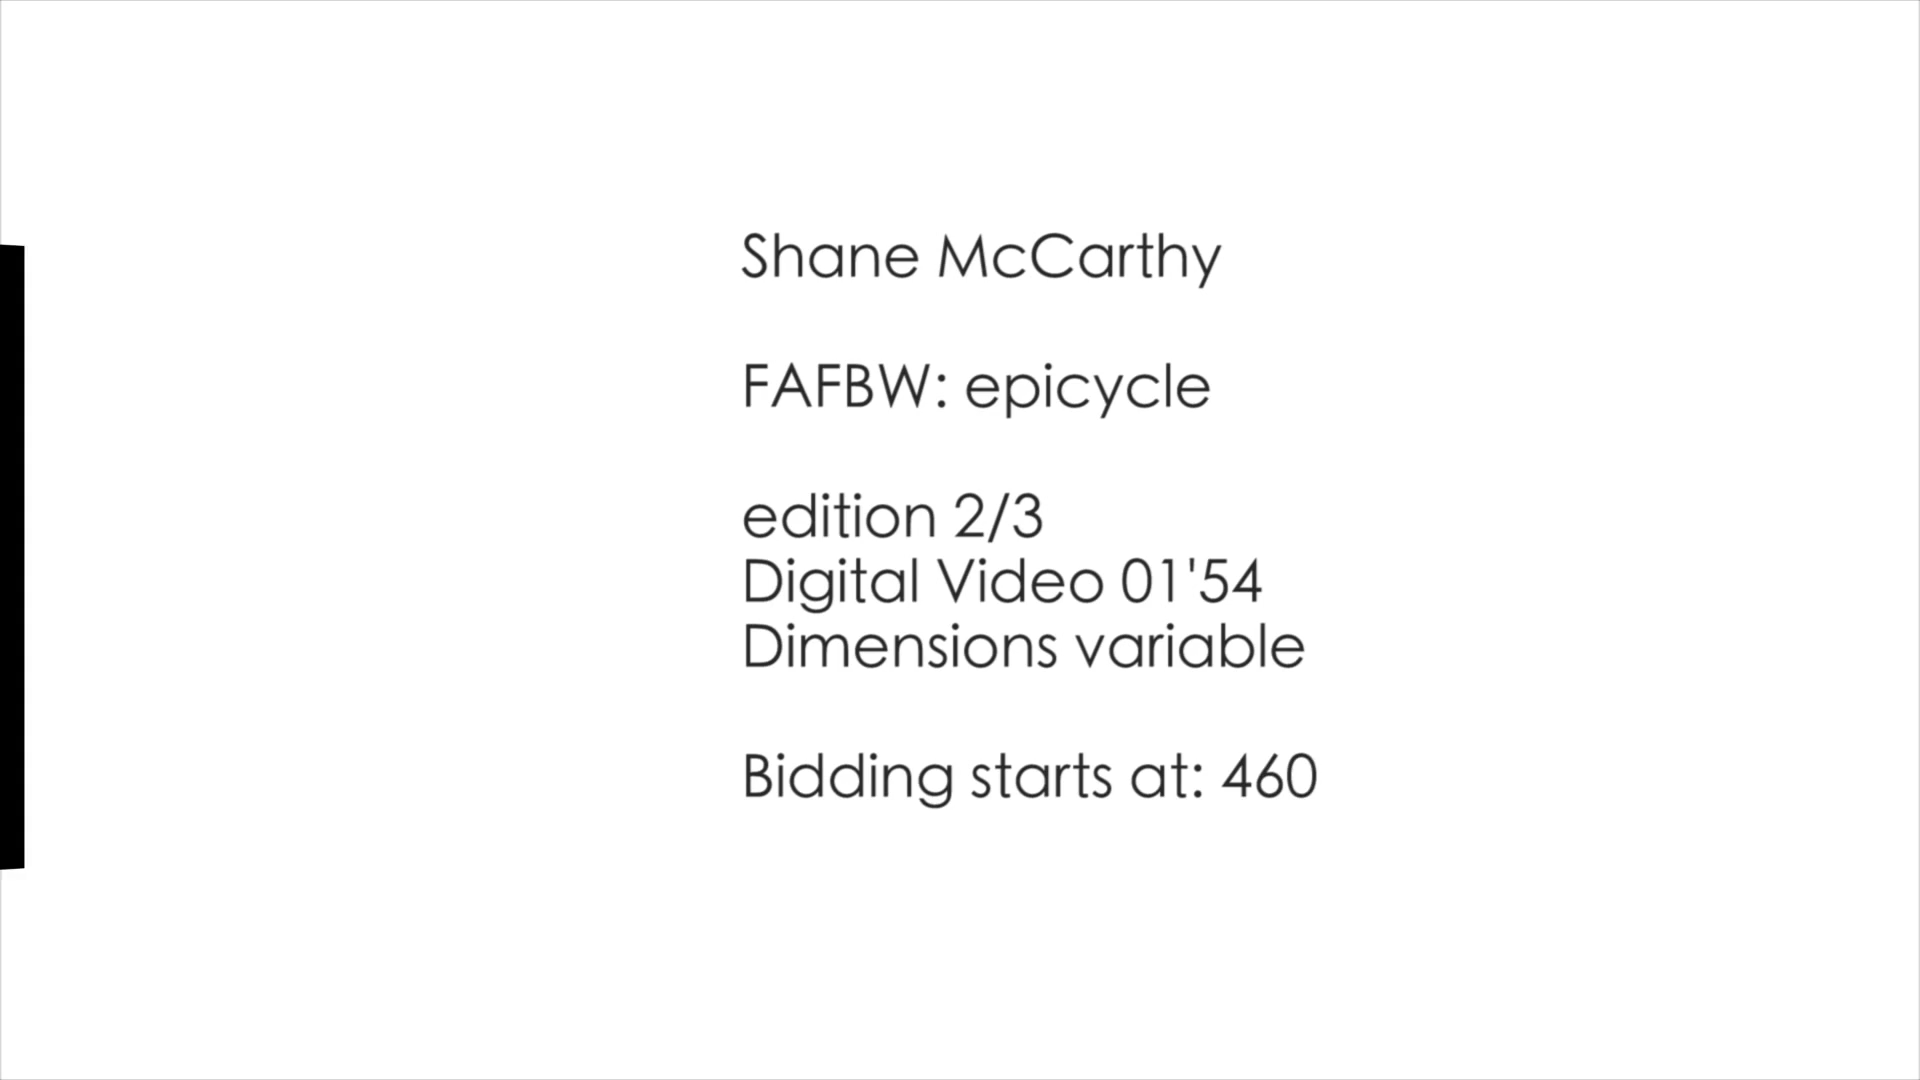 Shane McCarthy
FAFBW: epicycle
edition 2/3
Digital Video 01'54
Dimensions variable
Bidding starts at: 460